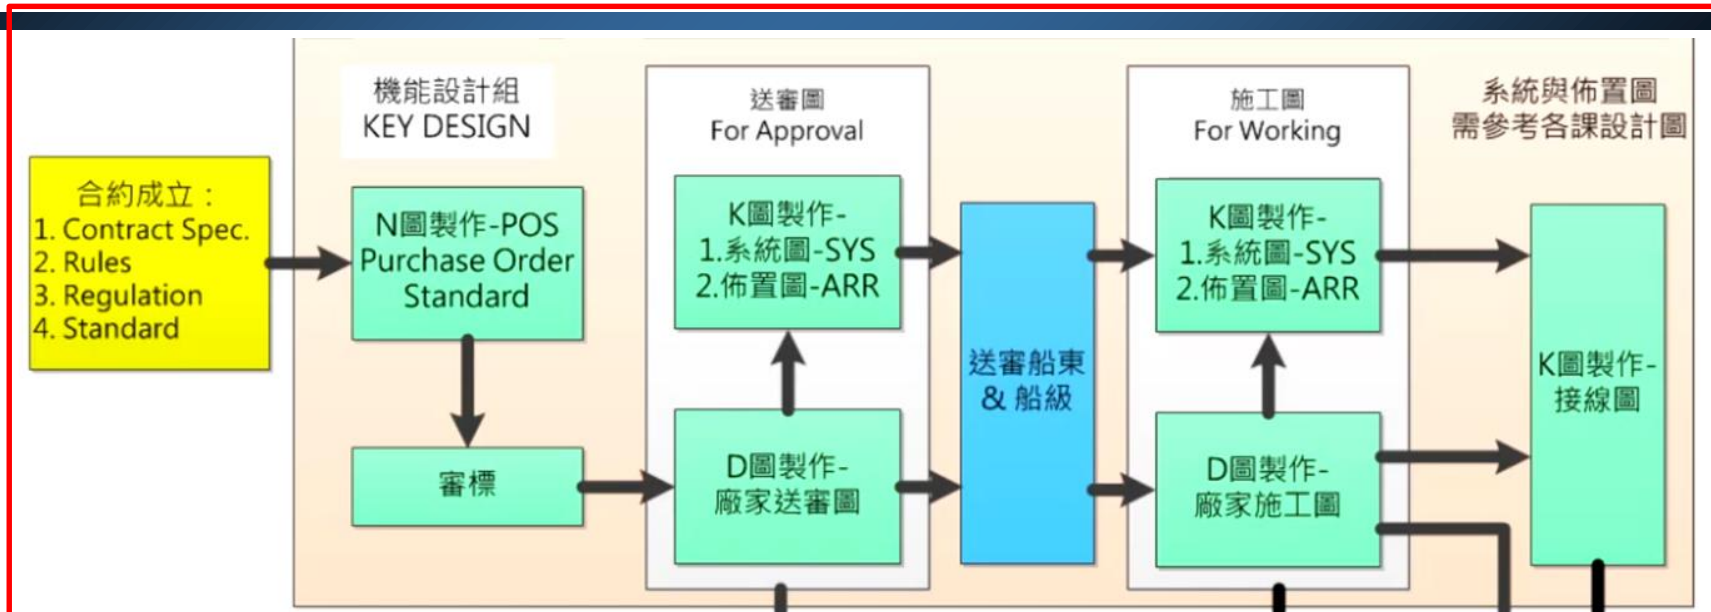 機能設計組
KEY DESIGN
送審圖
For Approval
施工圖
For Working
系統與佈置圖
需參考各課設計圖
合約成立：
1. Contract Spec.
2. Rules
3. Regulation
4. Standard
N圖製作-POS
Purchase Order
Standard
審標
K圖製作-
1.系統圖-SYS
2.佈置圖-ARR
D圖製作-
廠家送審圖
送審船東
& 船級
K圖製作-
1.系統圖-SYS
2.佈置圖-ARR
D圖製作-
廠家施工圖
K圖製作-
接線圖